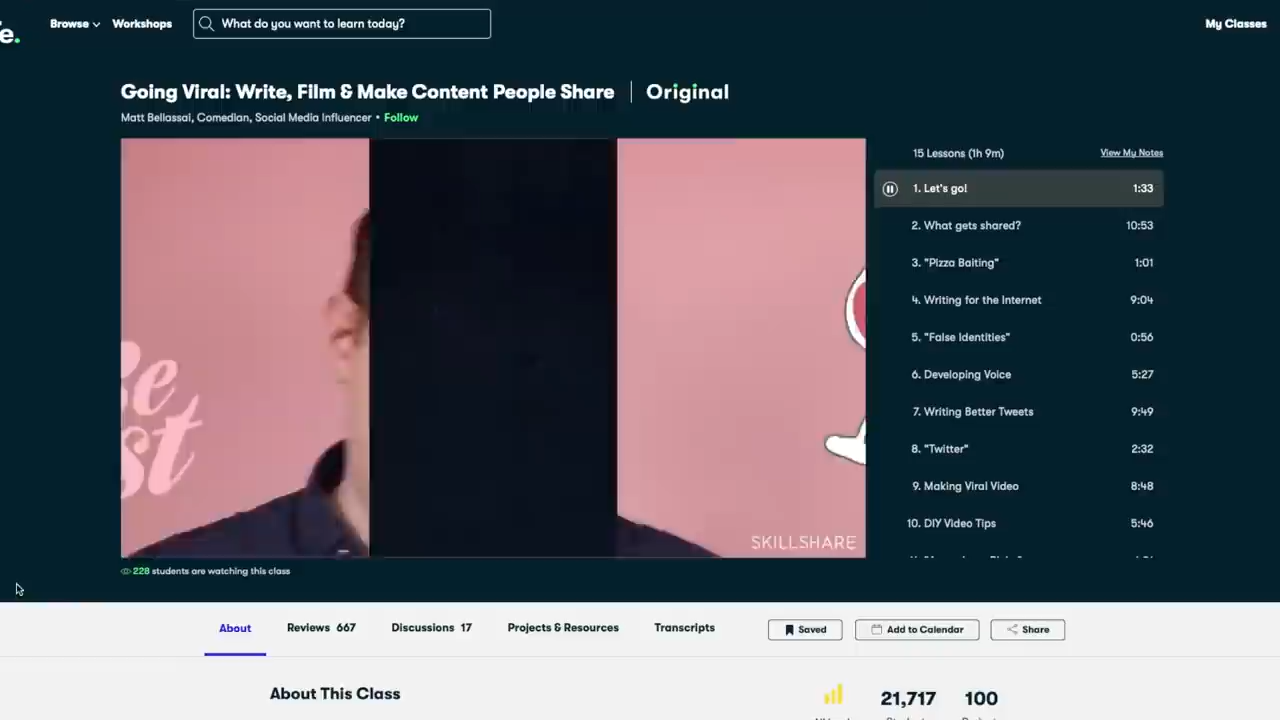 e.
Browse
Workshops
What do you want to learn today?
My Classes
Going Viral: Write, Film & Make Content People Share | Original
Matt Bellassai, Comedian, Social Media Influencer • Follow
15 Lessons (1h 9m)
View My Notes
1. Let's go! 1:33
2. What gets shared? 10:53
3. "Pizza Baiting" 1:01
4. Writing for the Internet 9:04
5. "False Identities" 0:56
6. Developing Voice 5:27
7. Writing Better Tweets 9:49
8. "Twitter" 2:32
9. Making Viral Video 8:48
10. DIY Video Tips 5:46
SKILLSHARE
228 students are watching this class
About
Reviews 667
Discussions 17
Projects & Resources
Transcripts
Saved
Add to Calendar
Share
About This Class
21,717
100